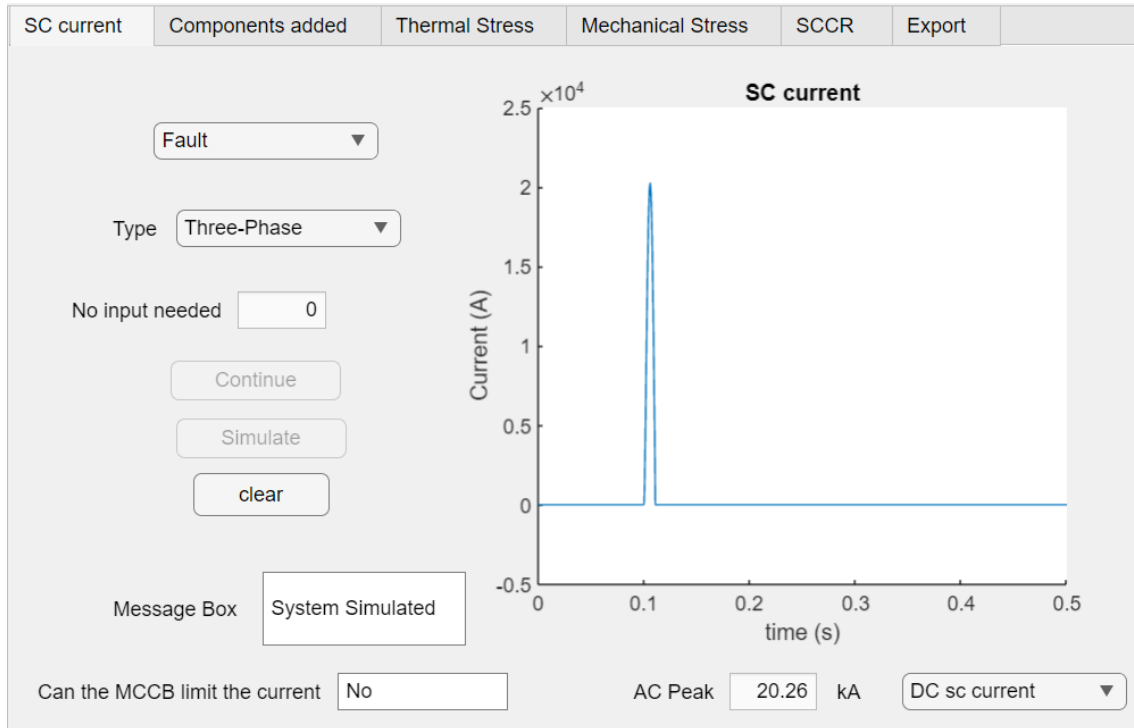 SC current Components added Thermal Stress Mechanical Stress SCCR Export
Fault
Type Three-Phase
No input needed 0
Continue
Simulate
clear
Message Box System Simulated
Can the MCCB limit the current No
SC current
×10⁴
2.5
2
1.5
1
0.5
0
-0.5
Current (A)
0 0.1 0.2 0.3 0.4 0.5
time (s)
AC Peak 20.26 kA DC sc current